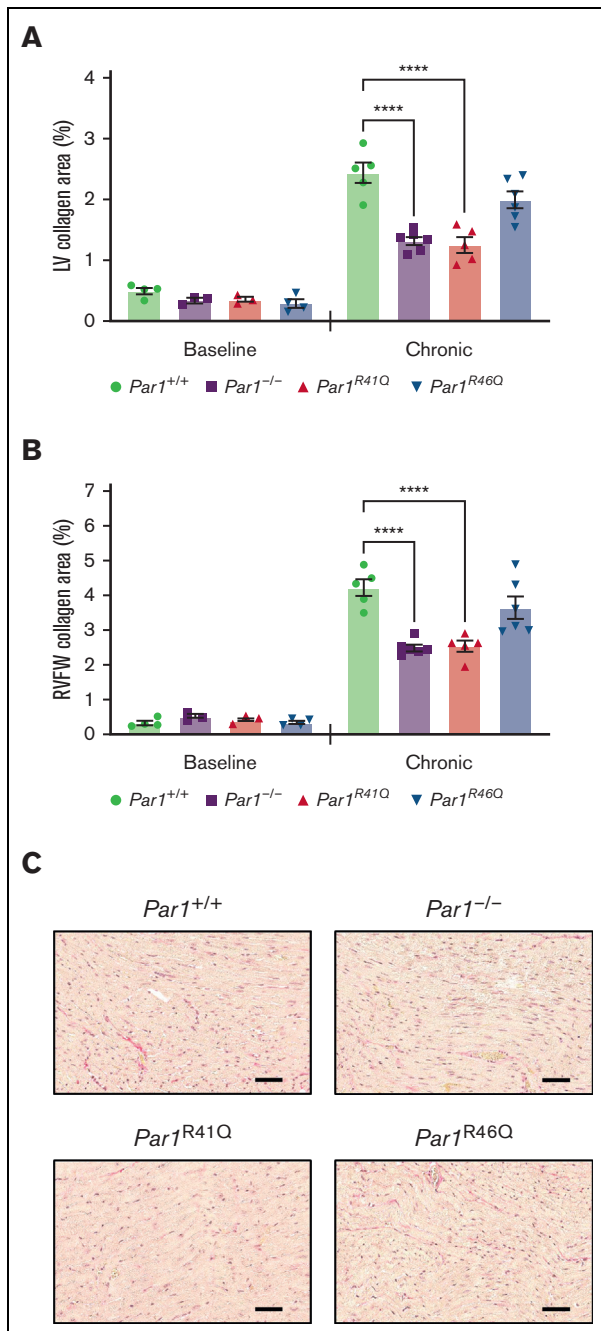 A
LV collagen area (%)
4
3
2
1
0
****
****
Baseline
Chronic
Par1+/+ Par1–/– Par1R41Q Par1R46Q
B
RVFW collagen area (%)
7
6
5
4
3
2
1
0
****
****
Baseline
Chronic
Par1+/+ Par1–/– Par1R41Q Par1R46Q
C
Par1+/+
Par1–/–
Par1R41Q
Par1R46Q